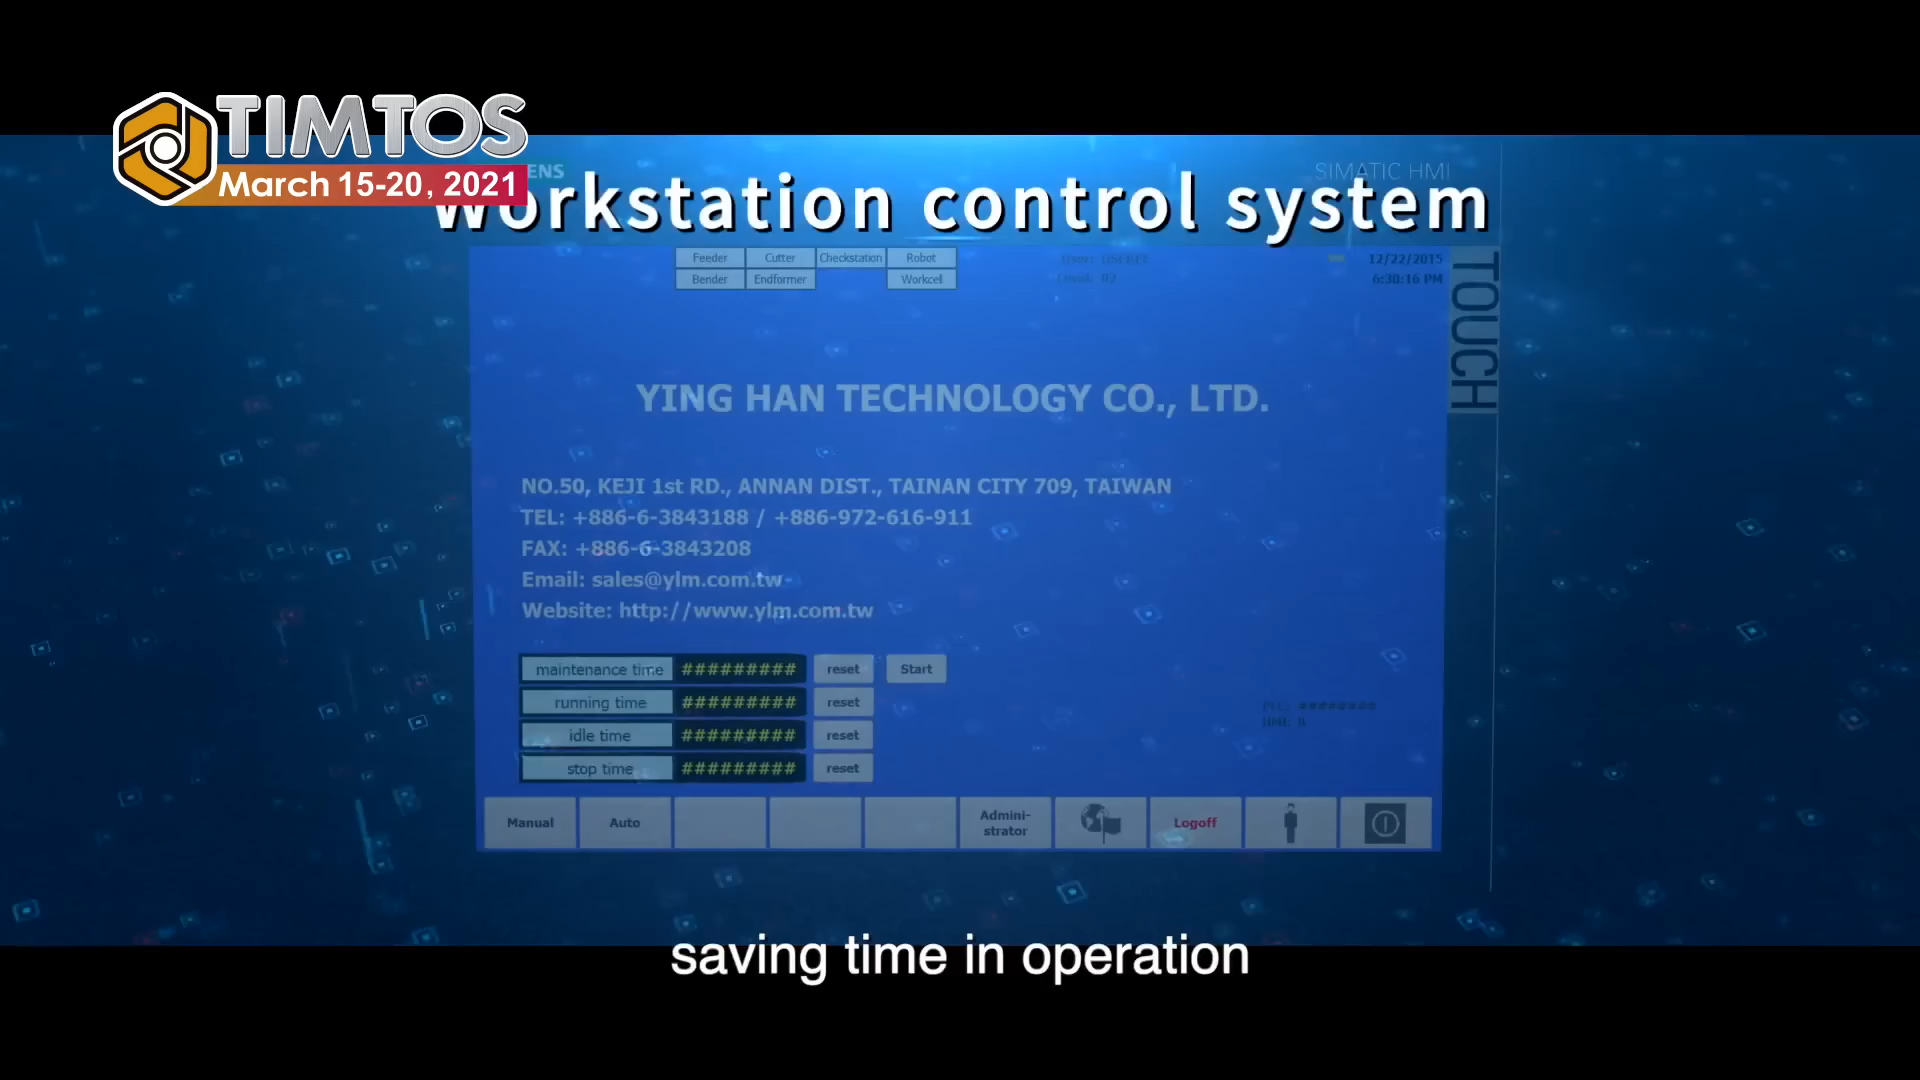 TIMTOS
March 15-20, 2021
ENS
SIMATIC HMI
Workstation control system
TOUCH
Feeder Cutter Checkstation Robot
Bender Endformer Workcell
User:
12/22/2015
6:30:16 PM
YING HAN TECHNOLOGY CO., LTD.
NO.50, KEJI 1st RD., ANNAN DIST., TAINAN CITY 709, TAIWAN
TEL: +886-6-3843188 / +886-972-616-911
FAX: +886-6-3843208
Email: sales@ylm.com.tw
Website: http://www.ylm.com.tw
maintenance time ######### reset Start
running time ######### reset
idle time ######### reset
stop time ######### reset
PLC: #########
HMI: #
Manual Auto Admini-
strator Logoff
saving time in operation